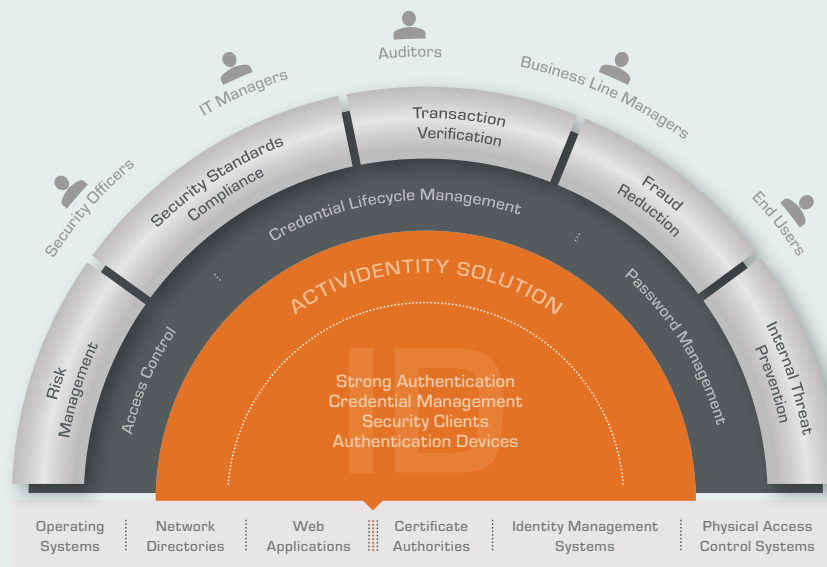 Auditors
IT Managers
Business Line Managers
Security Officers
End Users
Risk
Management
Security Standards
Compliance
Transaction
Verification
Fraud
Reduction
Internal Threat
Prevention
Access Control
Credential Lifecycle Management
Password Management
ACTIVIDENTITY SOLUTION
ID
Strong Authentication
Credential Management
Security Clients
Authentication Devices
Operating
Systems
Network
Directories
Web
Applications
Certificate
Authorities
Identity Management
Systems
Physical Access
Control Systems